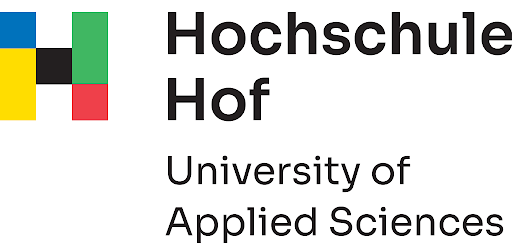 Hochschule
Hof
University of
Applied Sciences